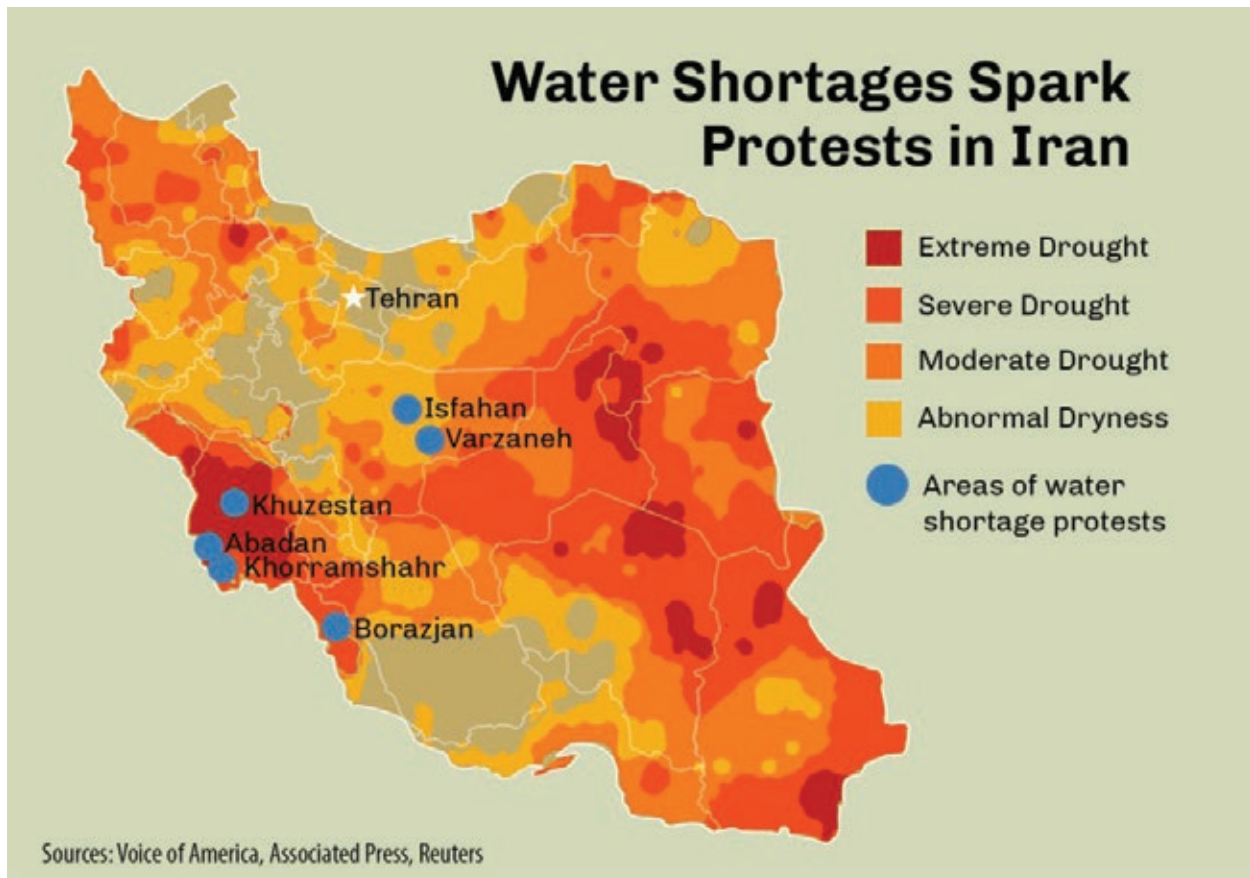 Water Shortages Spark
Protests in Iran
Extreme Drought
Severe Drought
Moderate Drought
Abnormal Dryness
Areas of water
shortage protests
Tehran
Isfahan
Varzaneh
Khuzestan
Abadan
Khorramshahr
Borazjan
Sources: Voice of America, Associated Press, Reuters